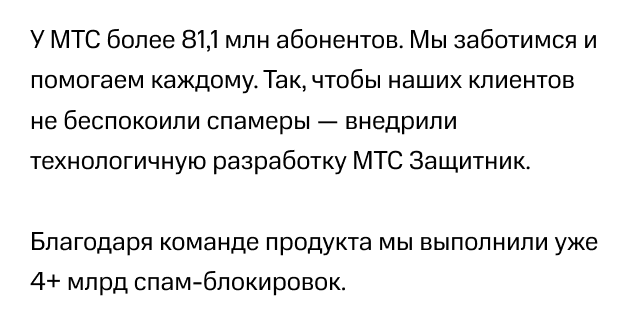 У МТС более 81,1 млн абонентов. Мы заботимся и
помогаем каждому. Так, чтобы наших клиентов
не беспокоили спамеры — внедрили
технологичную разработку МТС Защитник.
Благодаря команде продукта мы выполнили уже
4+ млрд спам-блокировок.